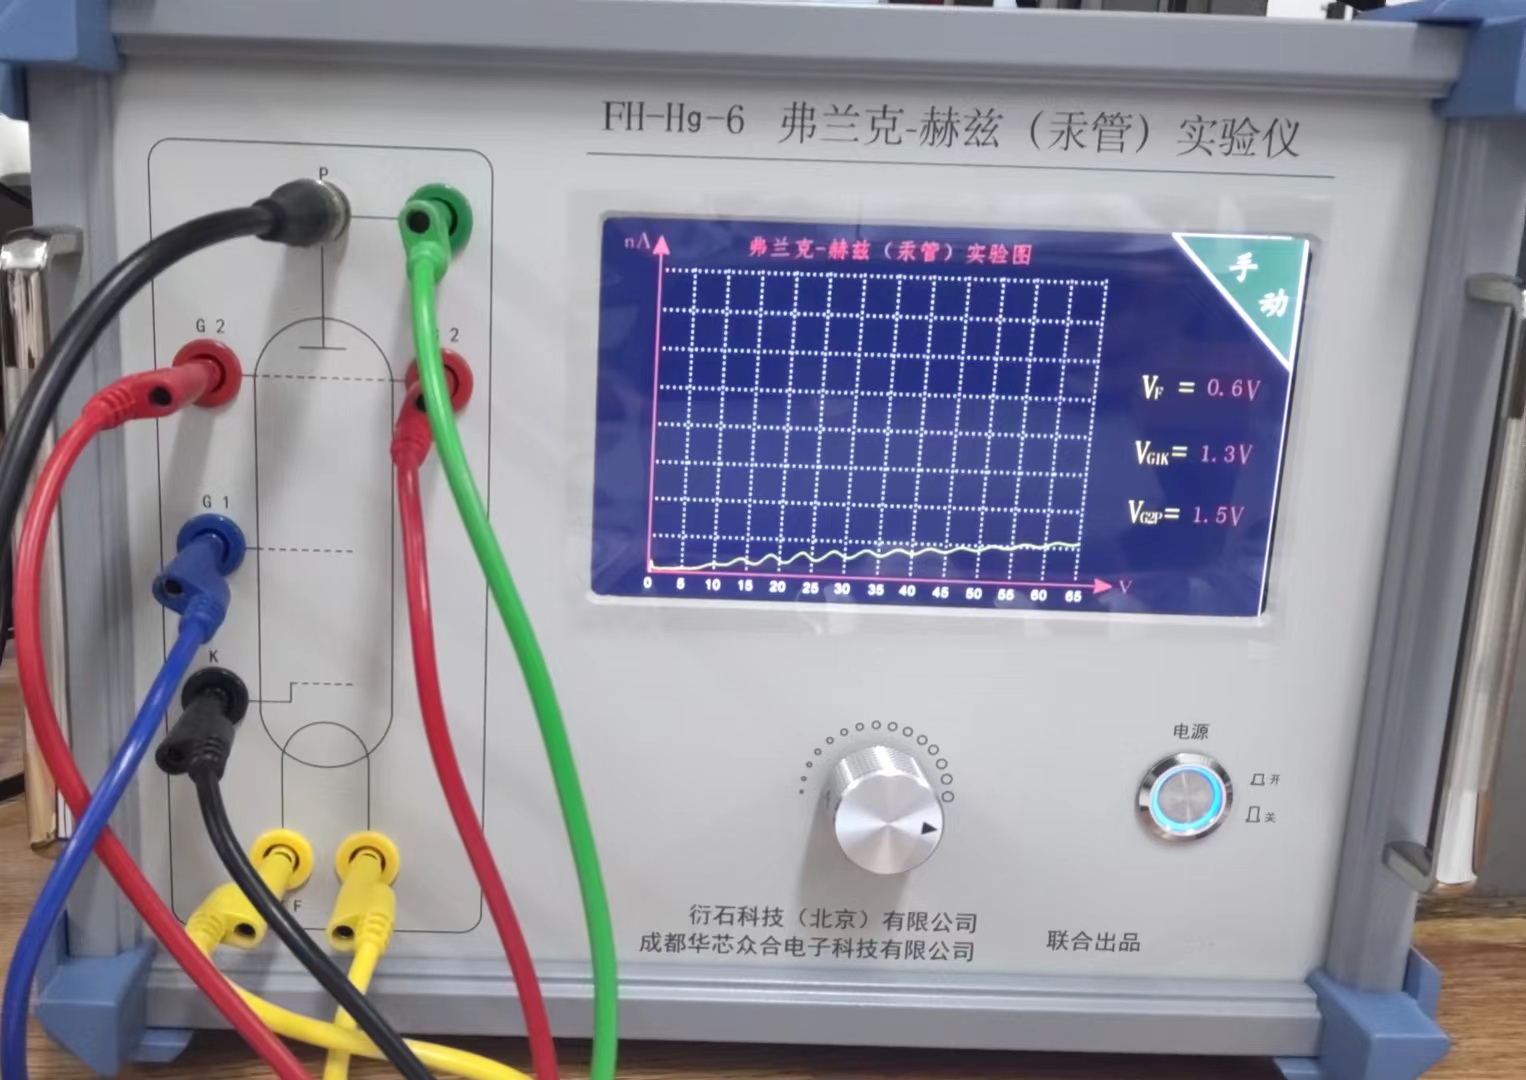 FH-Hg-6 弗兰克-赫兹（汞管）实验仪
P
G2
G1
K
F
nA
弗兰克-赫兹（汞管）实验图
手动
VF = 0.6V
VG1K= 1.3V
VG2P= 1.5V
0 5 10 15 20 25 30 35 40 45 50 55 60 65
V
电源
开
关
衍石科技（北京）有限公司
成都华芯众合电子科技有限公司
联合出品